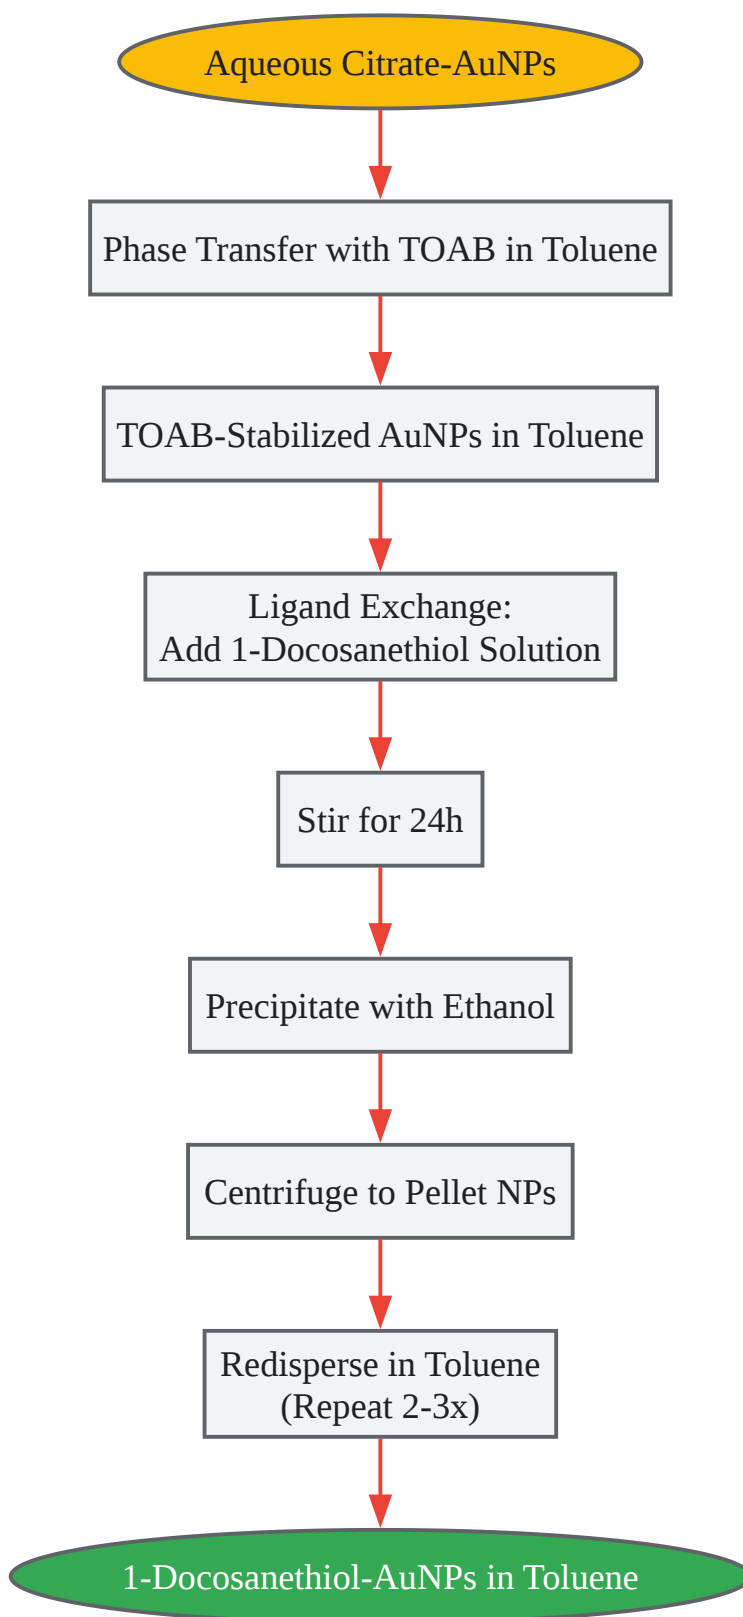 Aqueous Citrate-AuNPs
Phase Transfer with TOAB in Toluene
TOAB-Stabilized AuNPs in Toluene
Ligand Exchange:
Add 1-Docosanethiol Solution
Stir for 24h
Precipitate with Ethanol
Centrifuge to Pellet NPs
Redisperse in Toluene
(Repeat 2-3x)
1-Docosanethiol-AuNPs in Toluene